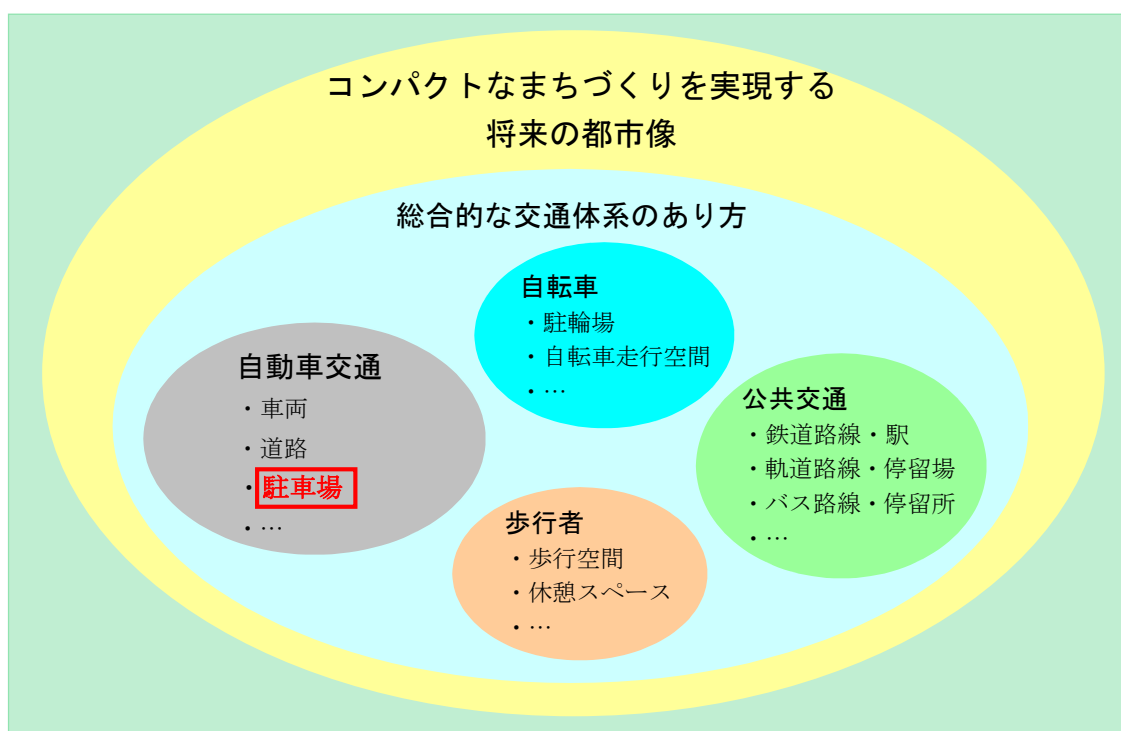 コンパクトなまちづくりを実現する
将来の都市像
総合的な交通体系のあり方
自転車
・駐輪場
・自転車走行空間
・…
自動車交通
・車両
・道路
・駐車場
・…
公共交通
・鉄道路線・駅
・軌道路線・停留場
・バス路線・停留所
・…
歩行者
・歩行空間
・休憩スペース
・…